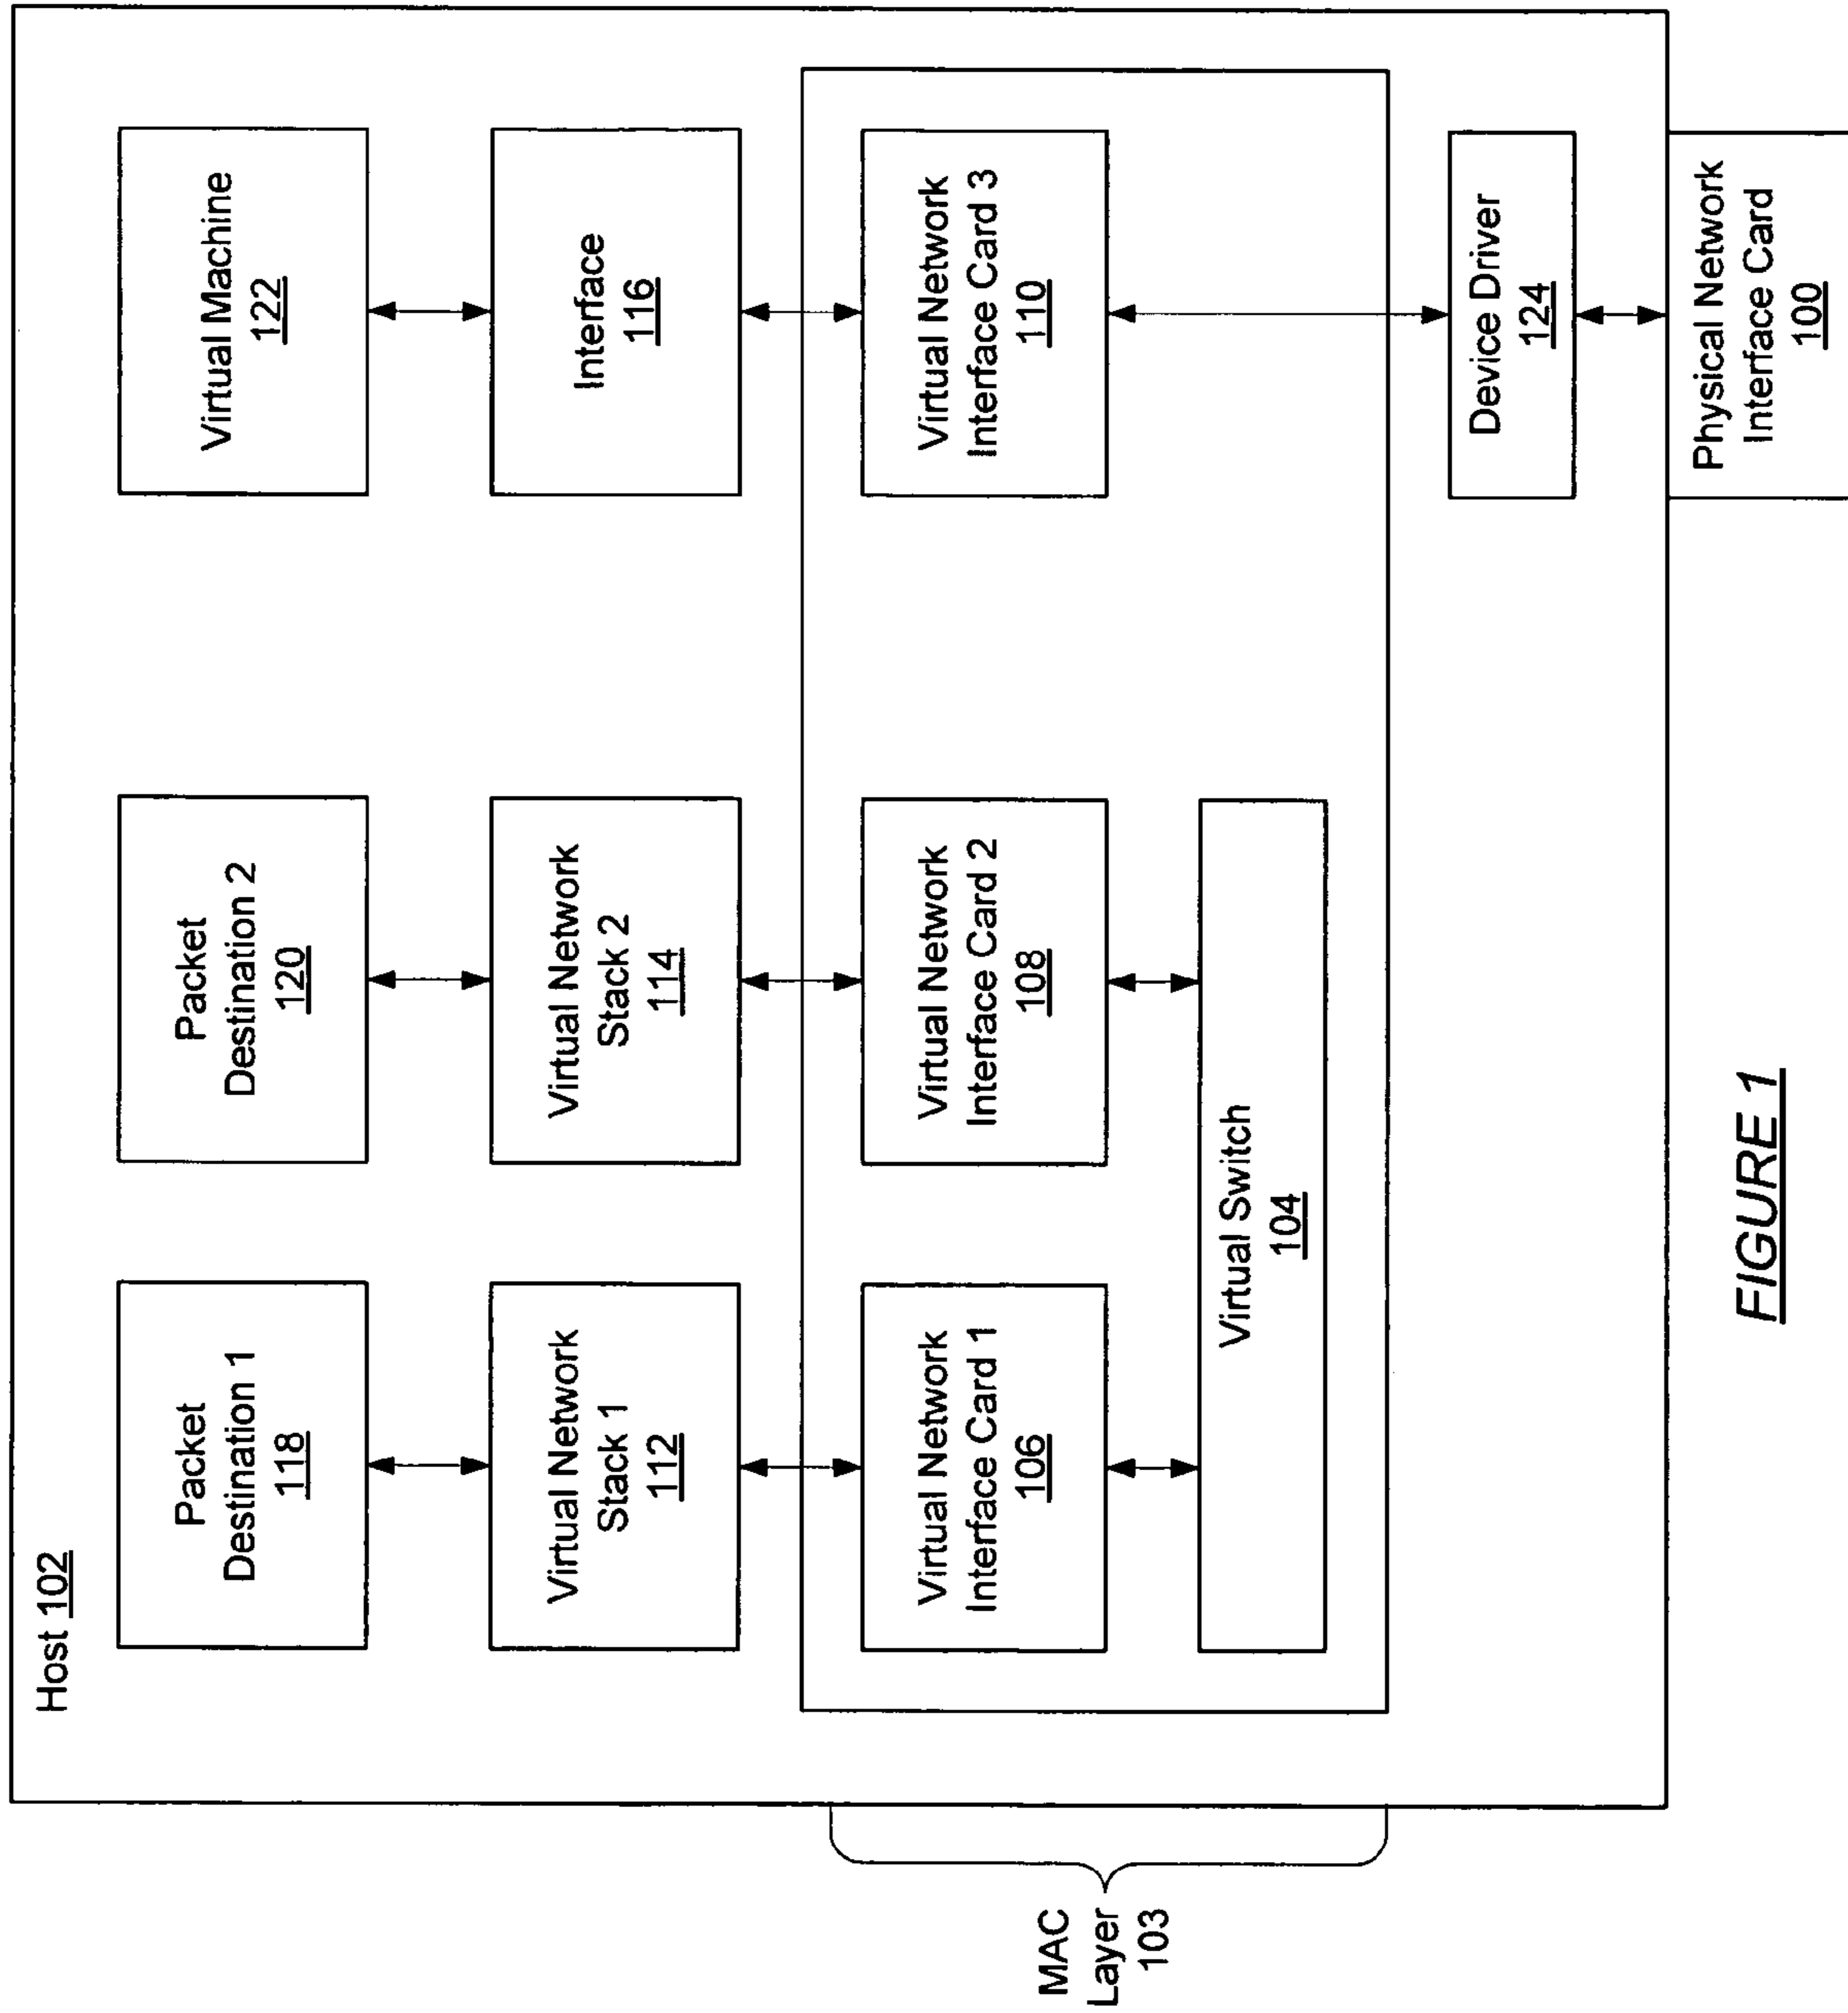 Host 102
Packet
Destination 1
118
Packet
Destination 2
120
Virtual Machine
122
Virtual Network
Stack 1
112
Virtual Network
Stack 2
114
Interface
116
MAC
Layer
103
Virtual Network
Interface Card 1
106
Virtual Network
Interface Card 2
108
Virtual Network
Interface Card 3
110
Virtual Switch
104
Device Driver
124
Physical Network
Interface Card
100
FIGURE 1